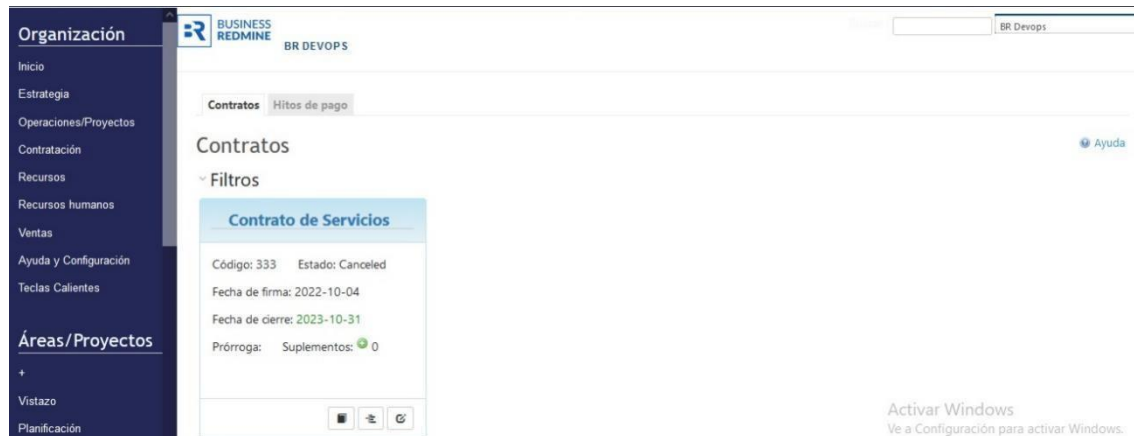 Organización
Inicio
Estrategia
Operaciones/Proyectos
Contratación
Recursos
Recursos humanos
Ventas
Ayuda y Configuración
Teclas Calientes
Áreas/Proyectos
+
Vistazo
Planificación
BUSINESS
REDMINE
BR DEVOPS
BR Devops
Contratos Hitos de pago
Contratos
Ayuda
Filtros
Contrato de Servicios
Código: 333 Estado: Canceled
Fecha de firma: 2022-10-04
Fecha de cierre: 2023-10-31
Prórroga: Suplementos: 0
Activar Windows
Ve a Configuración para activar Windows.